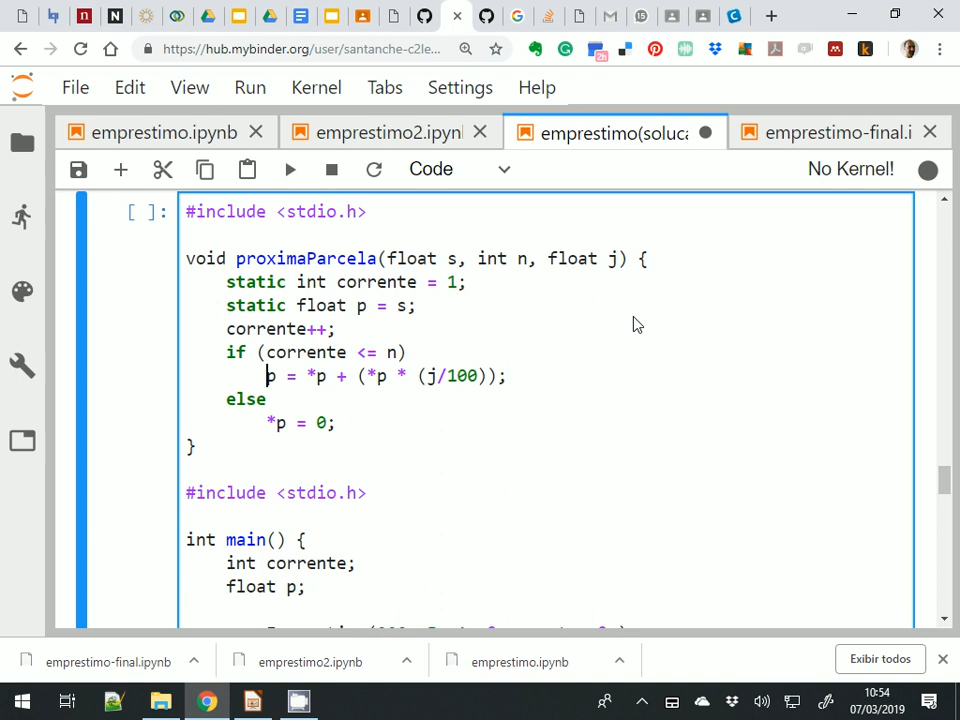 https://hub.mybinder.org/user/santanche-c2le...
File Edit View Run Kernel Tabs Settings Help
emprestimo.ipynb emprestimo2.ipyn emprestimo(soluca emprestimo-final.i
Code No Kernel!
[ ]: #include <stdio.h>
void proximaParcela(float s, int n, float j) {
static int corrente = 1;
static float p = s;
corrente++;
if (corrente <= n)
p = *p + (*p * (j/100));
else
*p = 0;
}
#include <stdio.h>
int main() {
int corrente;
float p;
emprestimo-final.ipynb emprestimo2.ipynb emprestimo.ipynb Exibir todos
10:54
07/03/2019